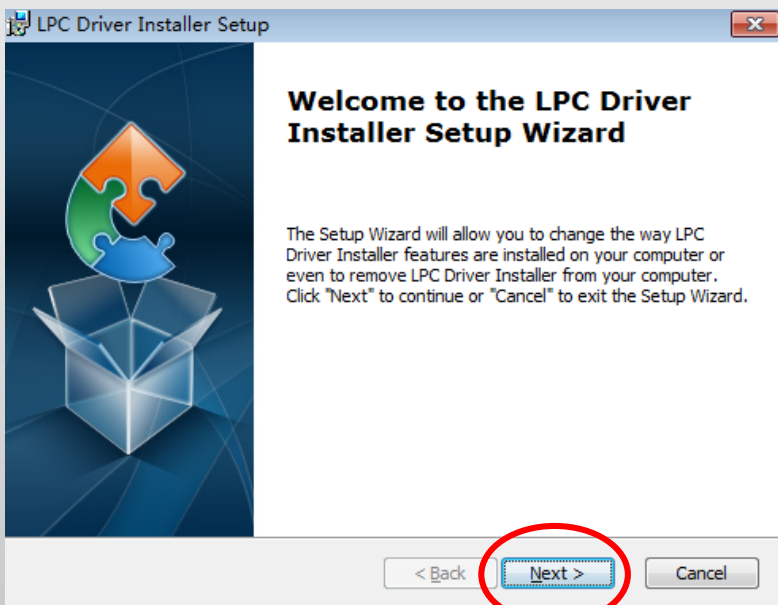 LPC Driver Installer Setup
Welcome to the LPC Driver
Installer Setup Wizard
The Setup Wizard will allow you to change the way LPC
Driver Installer features are installed on your computer or
even to remove LPC Driver Installer from your computer.
Click "Next" to continue or "Cancel" to exit the Setup Wizard.
< Back Next > Cancel